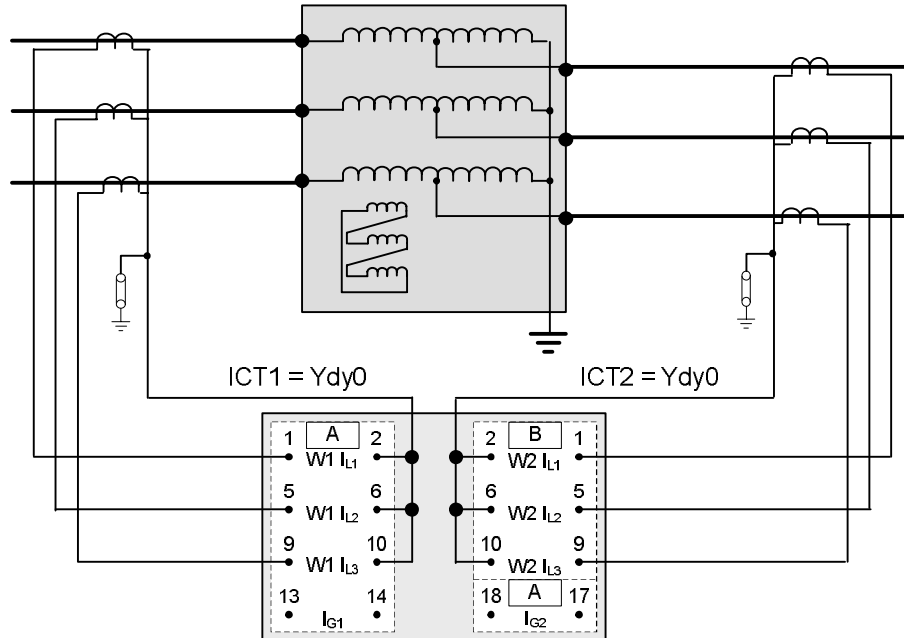 ICT1 = Ydy0 ICT2 = Ydy0
1 A 2 2 B 1
W1 IL1 W2 IL1
5 6 6 5
W1 IL2 W2 IL2
9 10 10 9
W1 IL3 W2 IL3
13 14 18 A 17
IG1 IG2